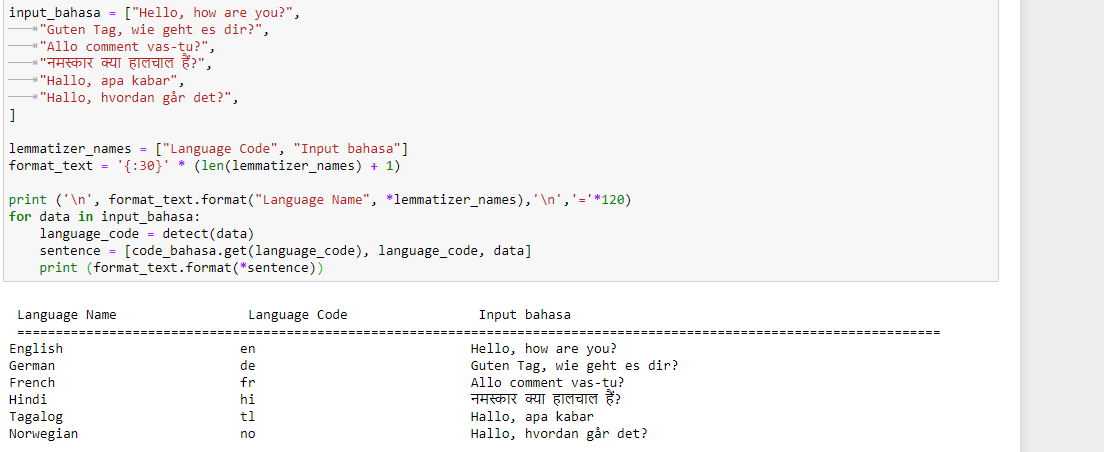 input_bahasa = ["Hello, how are you?",
"Guten Tag, wie geht es dir?",
"Allo comment vas-tu?",
"नमस्कार क्या हालचाल हैं?",
"Hallo, apa kabar",
"Hallo, hvordan går det?",
]
lemmatizer_names = ["Language Code", "Input bahasa"]
format_text = '{:30}' * (len(lemmatizer_names) + 1)
print ('\n', format_text.format("Language Name", *lemmatizer_names),'\n','='*120)
for data in input_bahasa:
    language_code = detect(data)
    sentence = [code_bahasa.get(language_code), language_code, data]
    print (format_text.format(*sentence))
Language Name Language Code Input bahasa
========================================================================================================================
English en Hello, how are you?
German de Guten Tag, wie geht es dir?
French fr Allo comment vas-tu?
Hindi hi नमस्कार क्या हालचाल हैं?
Tagalog tl Hallo, apa kabar
Norwegian no Hallo, hvordan går det?